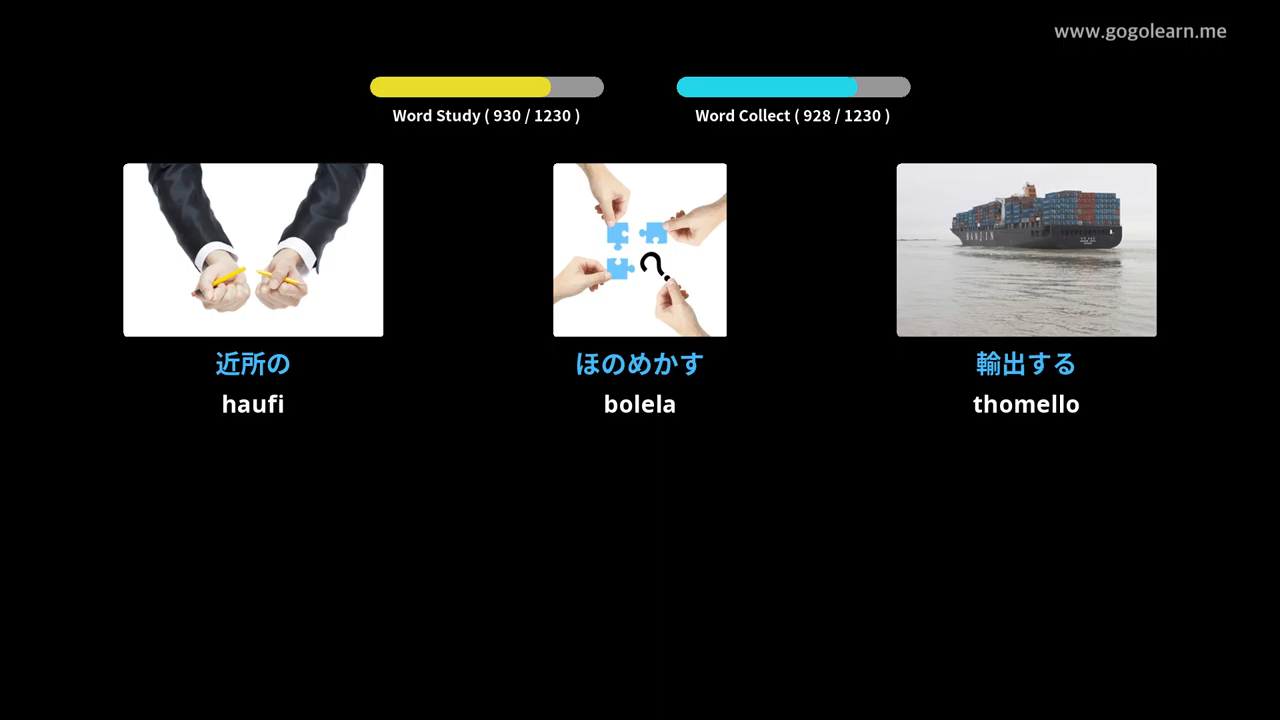 www.gogolearn.me
Word Study ( 930 / 1230 )
Word Collect ( 928 / 1230 )
HANJIN
近所の
haufi
ほのめかす
bolela
輸出する
thomello